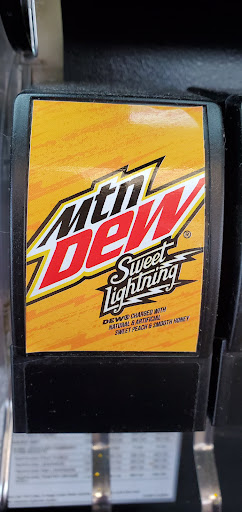 mtn
DEW®
Sweet
Lightning
DEW® CHARGED WITH
NATURAL & ARTIFICIAL
SWEET PEACH & SMOOTH HONEY